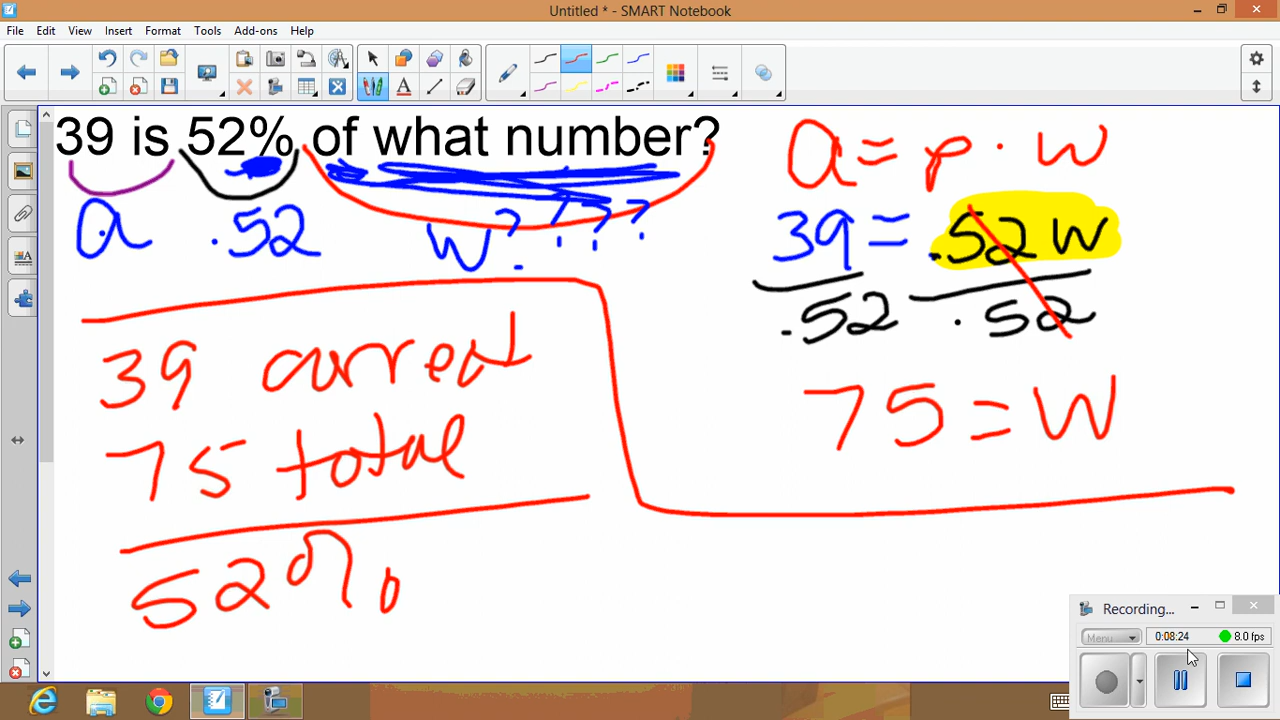 Untitled * - SMART Notebook
File Edit View Insert Format Tools Add-ons Help
39 is 52% of what number?
a .52 W ? ? ? ?
a = p · w
39 = .52 W
.52 .52
75 = W
39 correct
75 total
52%
Recording...
Menu 0:08:24 8.0 fps